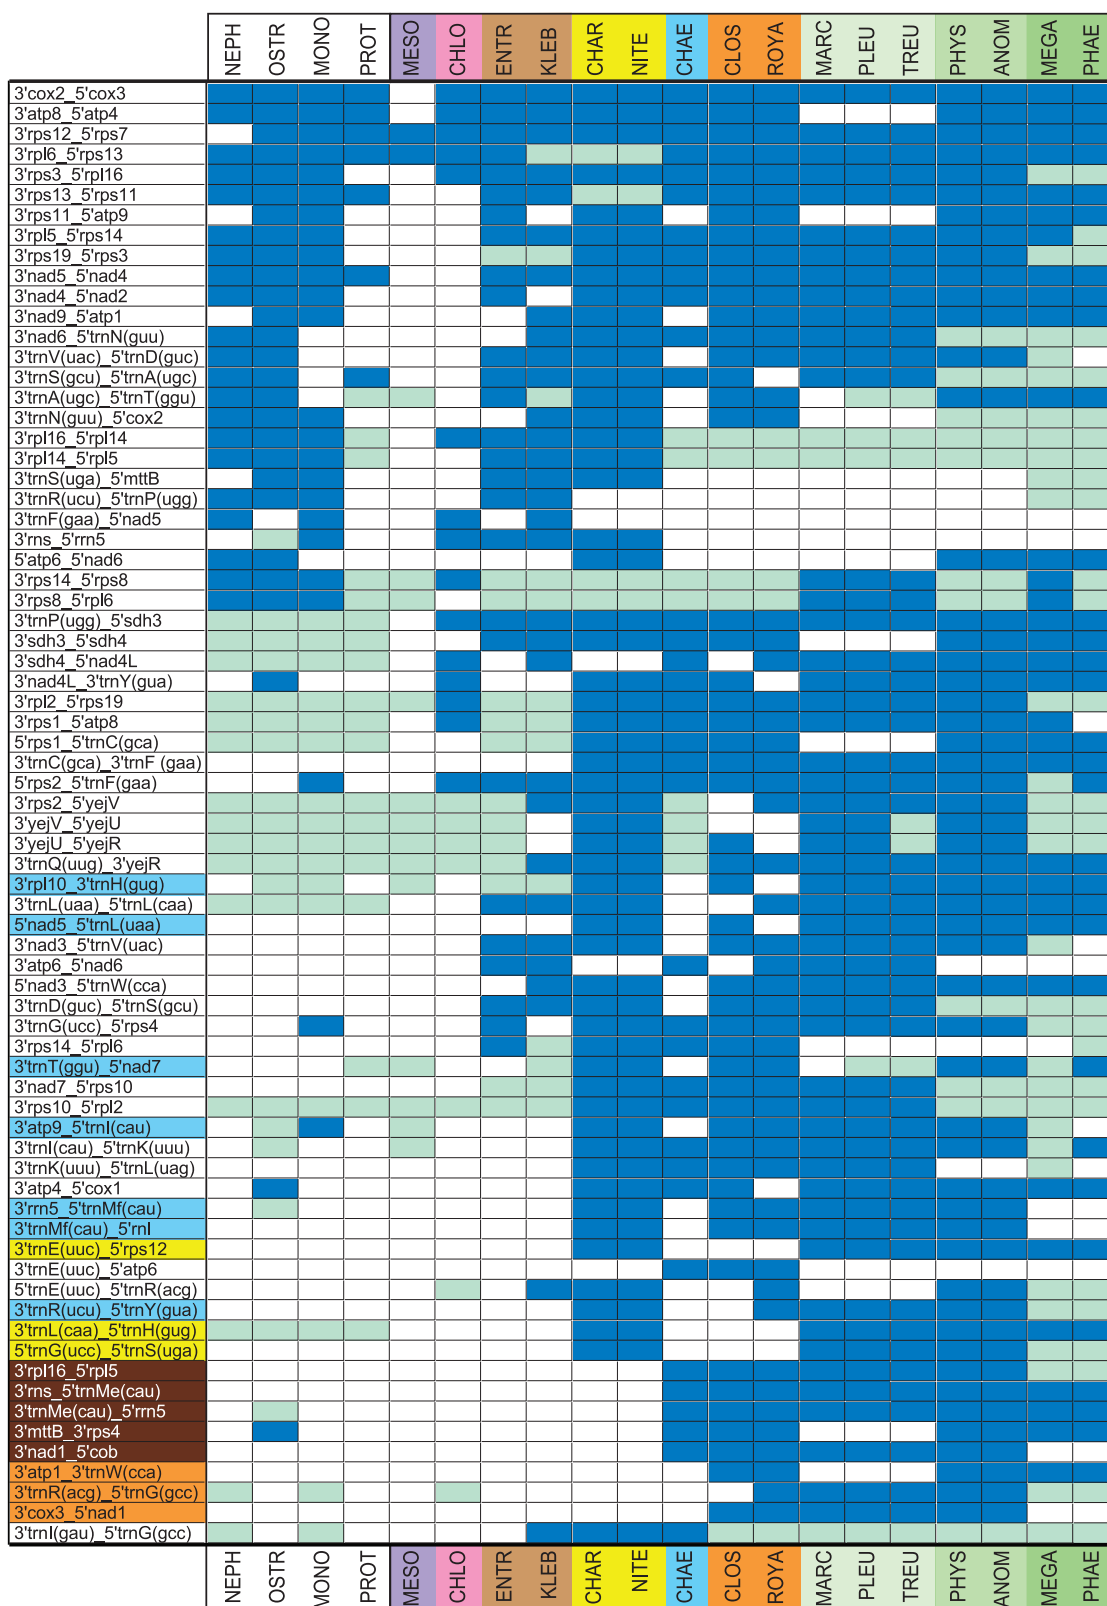 NEPH OSTR MONO PROT MESO CHLO ENTR KLEB CHAR NITE CHAE CLOS ROYA MARC PLEU TREU PHYS ANOM MEGA PHAE
3'cox2_5'cox3
3'atp8_5'atp4
3'rps12_5'rps7
3'rpl6_5'rps13
3'rps3_5'rpl16
3'rps13_5'rps11
3'rps11_5'atp9
3'rpl5_5'rps14
3'rps19_5'rps3
3'nad5_5'nad4
3'nad4_5'nad2
3'nad9_5'atp1
3'nad6_5'trnN(guu)
3'trnV(uac)_5'trnD(guc)
3'trnS(gcu)_5'trnA(ugc)
3'trnA(ugc)_5'trnT(ggu)
3'trnN(guu)_5'cox2
3'rpl16_5'rpl14
3'rpl14_5'rpl5
3'trnS(uga)_5'mttB
3'trnR(ucu)_5'trnP(ugg)
3'trnF(gaa)_5'nad5
3'rns_5'rrn5
5'atp6_5'nad6
3'rps14_5'rps8
3'rps8_5'rpl6
3'trnP(ugg)_5'sdh3
3'sdh3_5'sdh4
3'sdh4_5'nad4L
3'nad4L_3'trnY(gua)
3'rpl2_5'rps19
3'rps1_5'atp8
5'rps1_5'trnC(gca)
3'trnC(gca)_3'trnF (gaa)
5'rps2_5'trnF(gaa)
3'rps2_5'yejV
3'yejV_5'yejU
3'yejU_5'yejR
3'trnQ(uug)_3'yejR
3'rpl10_3'trnH(gug)
3'trnL(uaa)_5'trnL(caa)
5'nad5_5'trnL(uaa)
3'nad3_5'trnV(uac)
3'atp6_5'nad6
5'nad3_5'trnW(cca)
3'trnD(guc)_5'trnS(gcu)
3'trnG(ucc)_5'rps4
3'rps14_5'rpl6
3'trnT(ggu)_5'nad7
3'nad7_5'rps10
3'rps10_5'rpl2
3'atp9_5'trnI(cau)
3'trnI(cau)_5'trnK(uuu)
3'trnK(uuu)_5'trnL(uag)
3'atp4_5'cox1
3'rrn5_5'trnMf(cau)
3'trnMf(cau)_5'rnl
3'trnE(uuc)_5'rps12
3'trnE(uuc)_5'atp6
5'trnE(uuc)_5'trnR(acg)
3'trnR(ucu)_5'trnY(gua)
3'trnL(caa)_5'trnH(gug)
5'trnG(ucc)_5'trnS(uga)
3'rpl16_5'rpl5
3'rns_5'trnMe(cau)
3'trnMe(cau)_5'rrn5
3'mttB_3'rps4
3'nad1_5'cob
3'atp1_3'trnW(cca)
3'trnR(acg)_5'trnG(gcc)
3'cox3_5'nad1
3'trnI(gau)_5'trnG(gcc)
NEPH OSTR MONO PROT MESO CHLO ENTR KLEB CHAR NITE CHAE CLOS ROYA MARC PLEU TREU PHYS ANOM MEGA PHAE